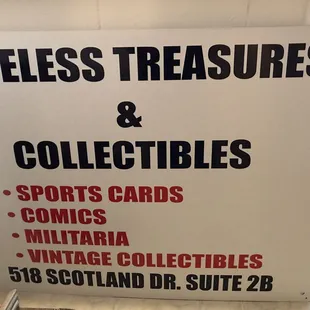 ELESS TREASURES
&
COLLECTIBLES
• SPORTS CARDS
• COMICS
• MILITARIA
• VINTAGE COLLECTIBLES
518 SCOTLAND DR. SUITE 2B